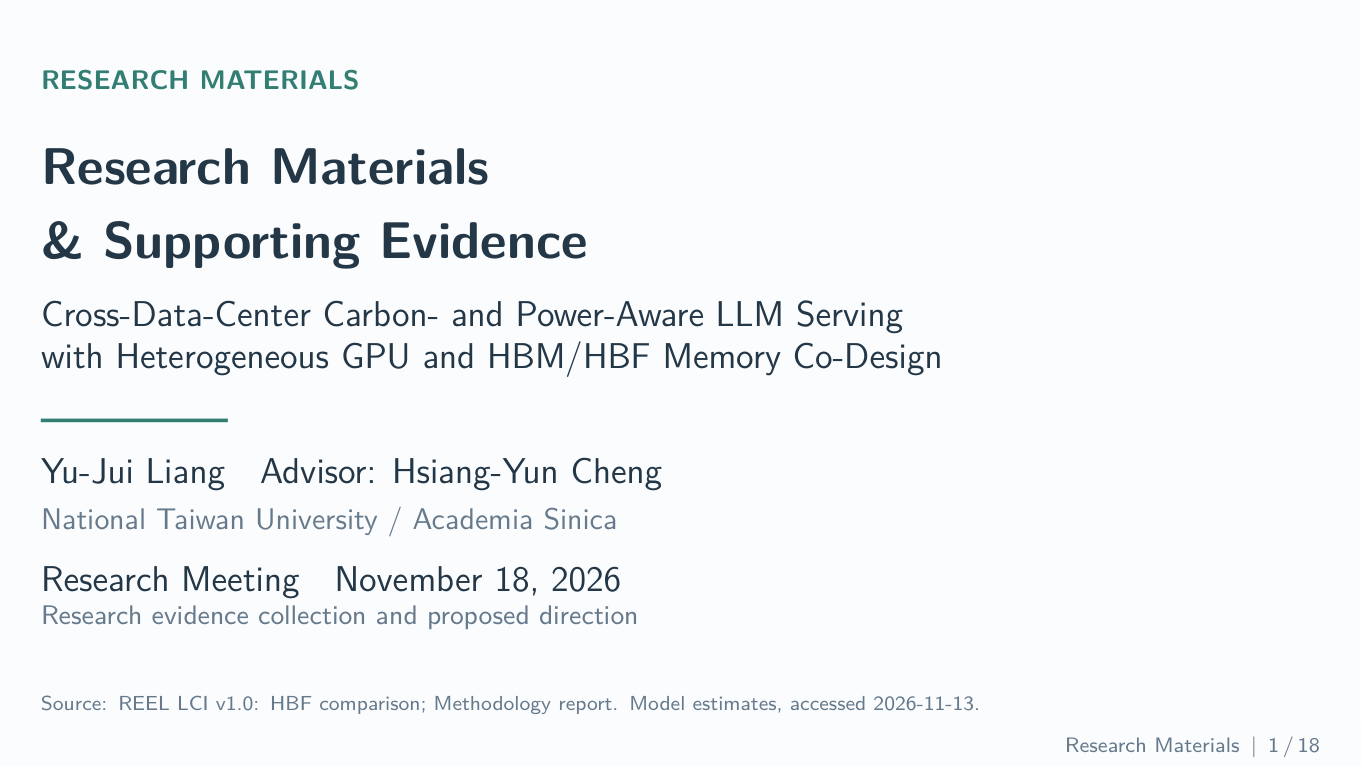 RESEARCH MATERIALS
Research Materials
& Supporting Evidence
Cross-Data-Center Carbon- and Power-Aware LLM Serving
with Heterogeneous GPU and HBM/HBF Memory Co-Design
Yu-Jui Liang Advisor: Hsiang-Yun Cheng
National Taiwan University / Academia Sinica
Research Meeting November 18, 2026
Research evidence collection and proposed direction
Source: REEL LCI v1.0: HBF comparison; Methodology report. Model estimates, accessed 2026-11-13.
Research Materials | 1 / 18